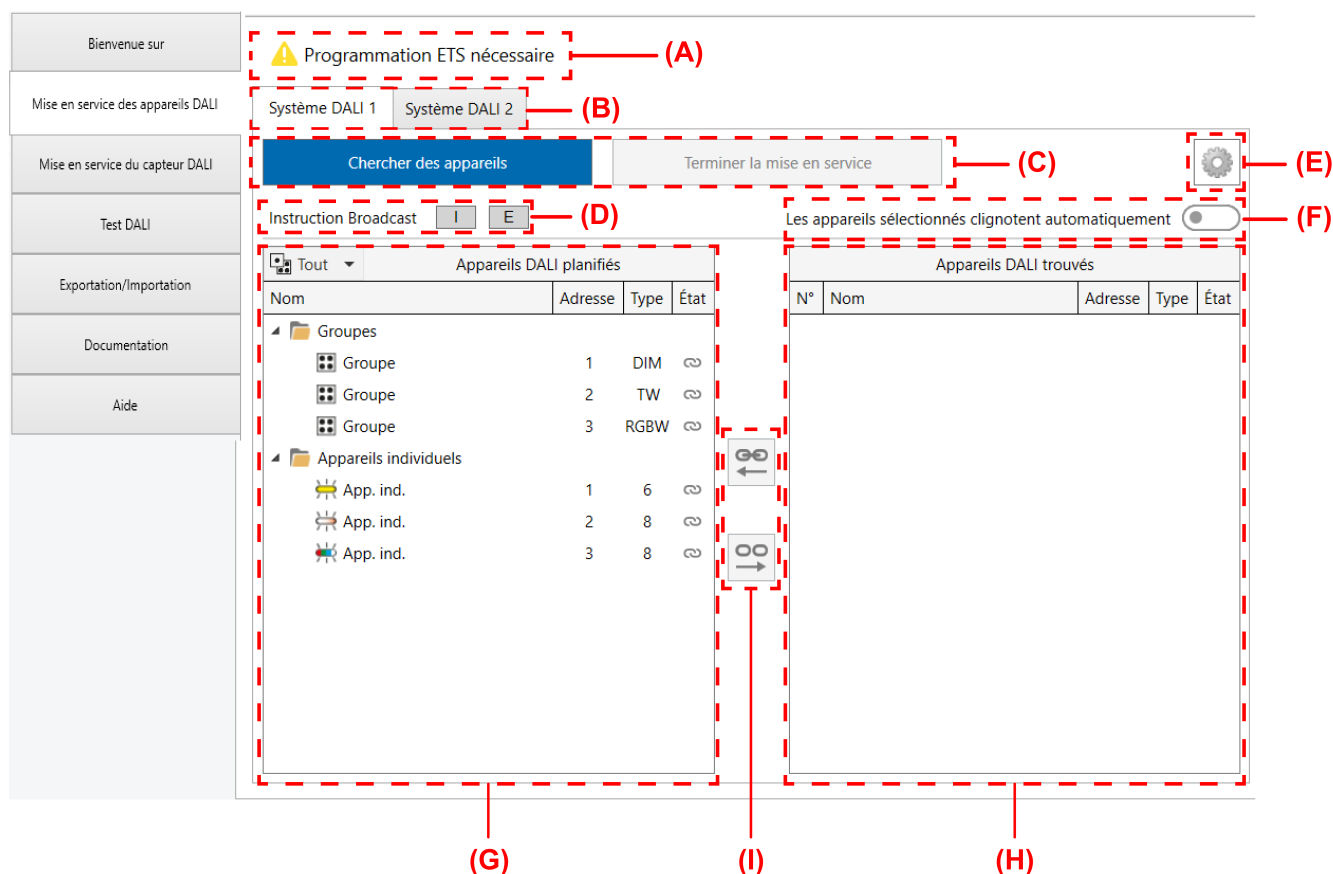 Bienvenue sur
Mise en service des appareils DALI
Mise en service du capteur DALI
Test DALI
Exportation/Importation
Documentation
Aide
Programmation ETS nécessaire
(A)
Système DALI 1 Système DALI 2
(B)
Chercher des appareils Terminer la mise en service
(C)
(E)
Instruction Broadcast I E
(D)
Les appareils sélectionnés clignotent automatiquement
(F)
Tout Appareils DALI planifiés
Nom Adresse Type État
Groupes
Groupe 1 DIM
Groupe 2 TW
Groupe 3 RGBW
Appareils individuels
App. ind. 1 6
App. ind. 2 8
App. ind. 3 8
Appareils DALI trouvés
N° Nom Adresse Type État
(G)
(I)
(H)